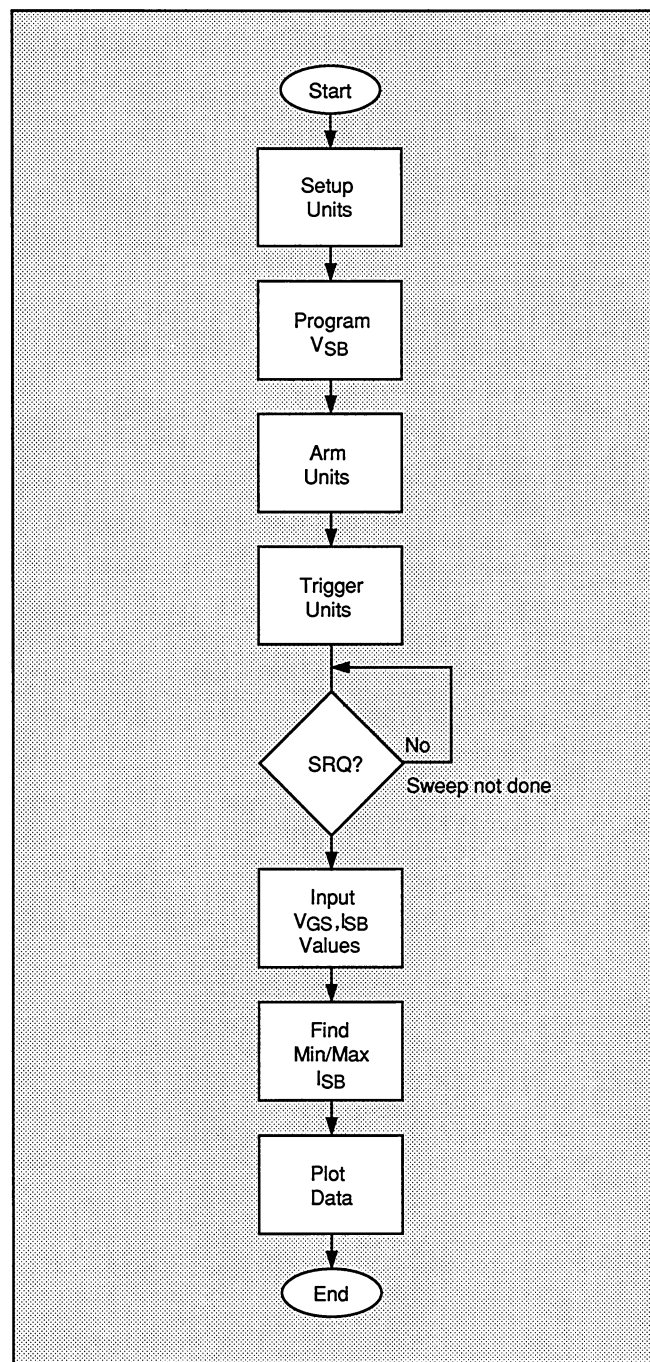 Start
Setup
Units
Program
VSB
Arm
Units
Trigger
Units
No
SRQ?
Sweep not done
Input
VGS, ISB
Values
Find
Min/Max
ISB
Plot
Data
End